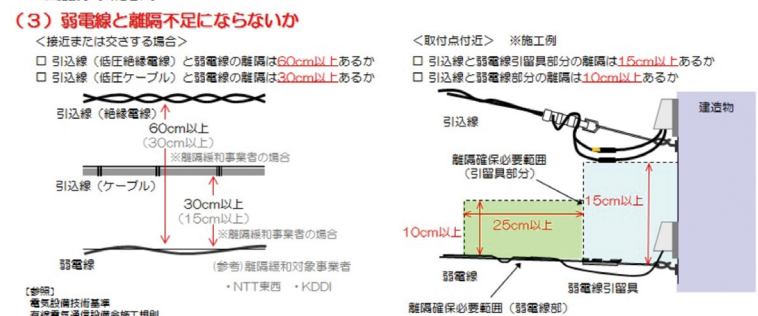 （３）弱電線と離隔不足にならないか
＜接近または交さする場合＞
□ 引込線（低圧絶縁電線）と弱電線の離隔は60cm以上あるか
□ 引込線（低圧ケーブル）と弱電線の離隔は30cm以上あるか
引込線（絶縁電線）
60cm以上
（30cm以上）
※離隔緩和事業者の場合
引込線（ケーブル）
30cm以上
（15cm以上）
※離隔緩和事業者の場合
弱電線
(参考)離隔緩和対象事業者
・NTT東西 ・KDDI
【参照】
電気設備技術基準
有線電気通信設備令施工規則
＜取付点付近＞ ※施工例
□ 引込線と弱電線引留具部分の離隔は15cm以上あるか
□ 引込線と弱電線部分の離隔は10cm以上あるか
引込線
建造物
離隔確保必要範囲
（引留具部分）
15cm以上
25cm以上
10cm以上
弱電線
弱電線引留具
離隔確保必要範囲（弱電線部）